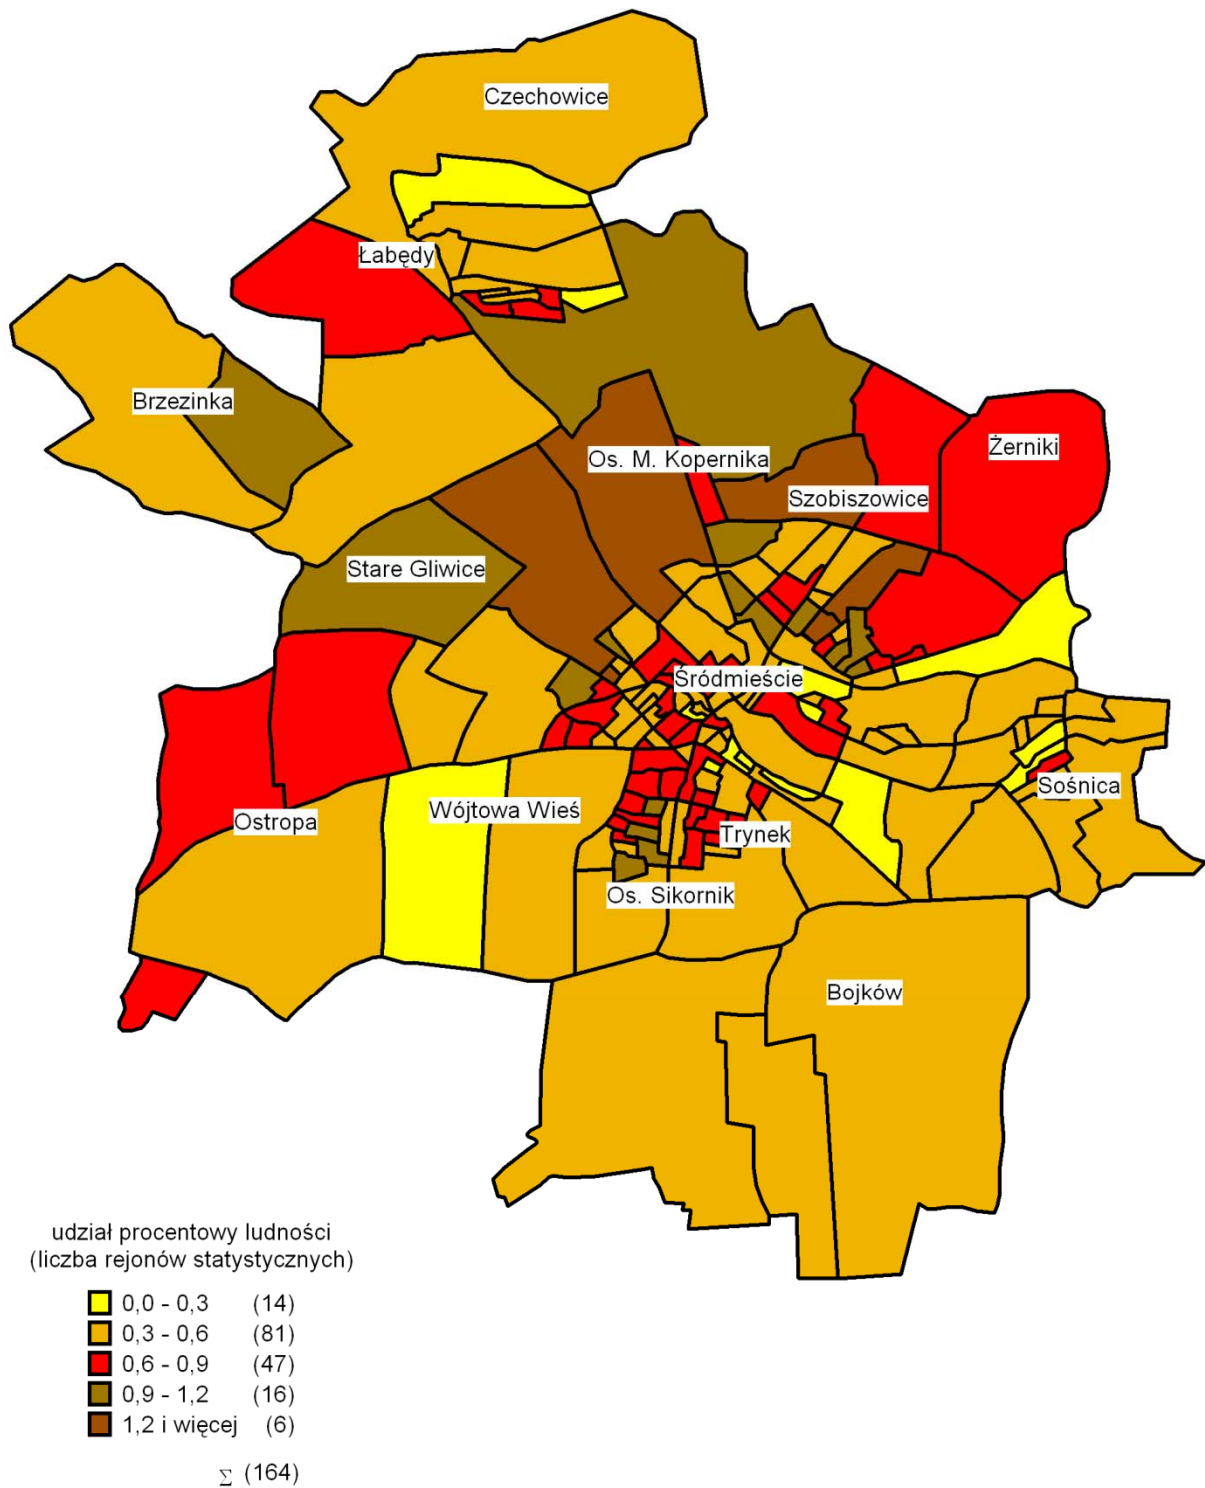 Czechowice
Łabędy
Brzezinka
Os. M. Kopernika
Żerniki
Szobiszowice
Stare Gliwice
Śródmieście
Sośnica
Wójtowa Wieś
Ostropa
Trynek
Os. Sikornik
Bojków
udział procentowy ludności
(liczba rejonów statystycznych)
0,0 - 0,3 (14)
0,3 - 0,6 (81)
0,6 - 0,9 (47)
0,9 - 1,2 (16)
1,2 i więcej (6)
Σ (164)